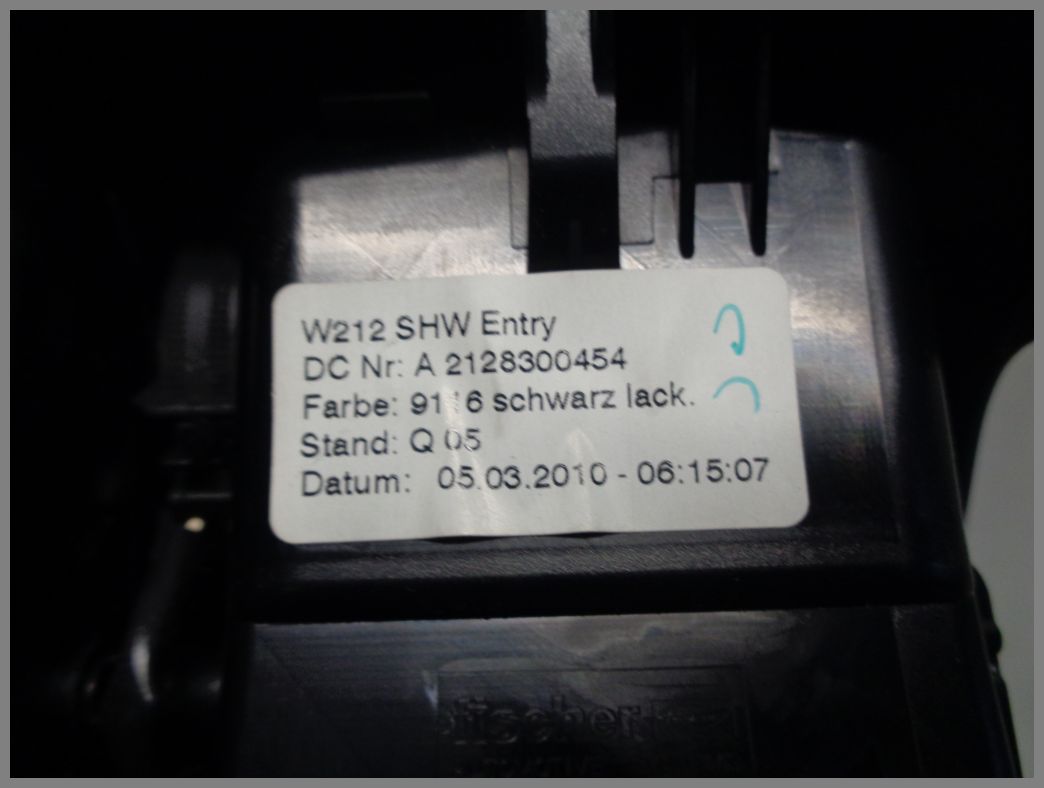 W212 SHW Entry
DC Nr: A 2128300454
Farbe: 9116 schwarz lack.
Stand: Q 05
Datum: 05.03.2010 - 06:15:07
fischer